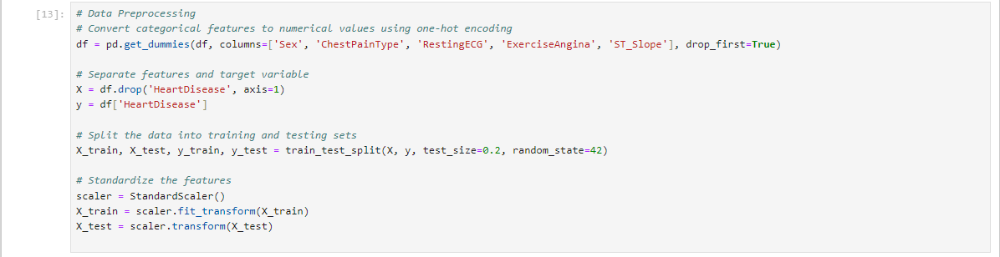 [13]: # Data Preprocessing
# Convert categorical features to numerical values using one-hot encoding
df = pd.get_dummies(df, columns=['Sex', 'ChestPainType', 'RestingECG', 'ExerciseAngina', 'ST_Slope'], drop_first=True)
# Separate features and target variable
X = df.drop('HeartDisease', axis=1)
y = df['HeartDisease']
# Split the data into training and testing sets
X_train, X_test, y_train, y_test = train_test_split(X, y, test_size=0.2, random_state=42)
# Standardize the features
scaler = StandardScaler()
X_train = scaler.fit_transform(X_train)
X_test = scaler.transform(X_test)